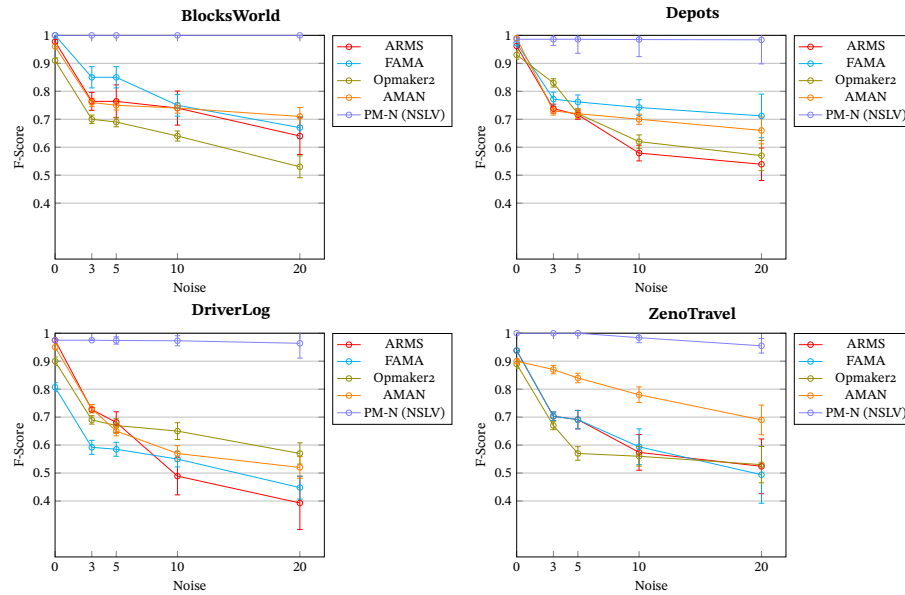 BlocksWorld
1
0.9
0.8
0.7
0.6
0.5
0.4
F-Score
0 3 5 10 20
Noise
ARMS
FAMA
Opmaker2
AMAN
PM-N (NSLV)
Depots
1
0.9
0.8
0.7
0.6
0.5
0.4
F-Score
0 3 5 10 20
Noise
ARMS
FAMA
Opmaker2
AMAN
PM-N (NSLV)
DriverLog
1
0.9
0.8
0.7
0.6
0.5
0.4
F-Score
0 3 5 10 20
Noise
ARMS
FAMA
Opmaker2
AMAN
PM-N (NSLV)
ZenoTravel
1
0.9
0.8
0.7
0.6
0.5
0.4
F-Score
0 3 5 10 20
Noise
ARMS
FAMA
Opmaker2
AMAN
PM-N (NSLV)